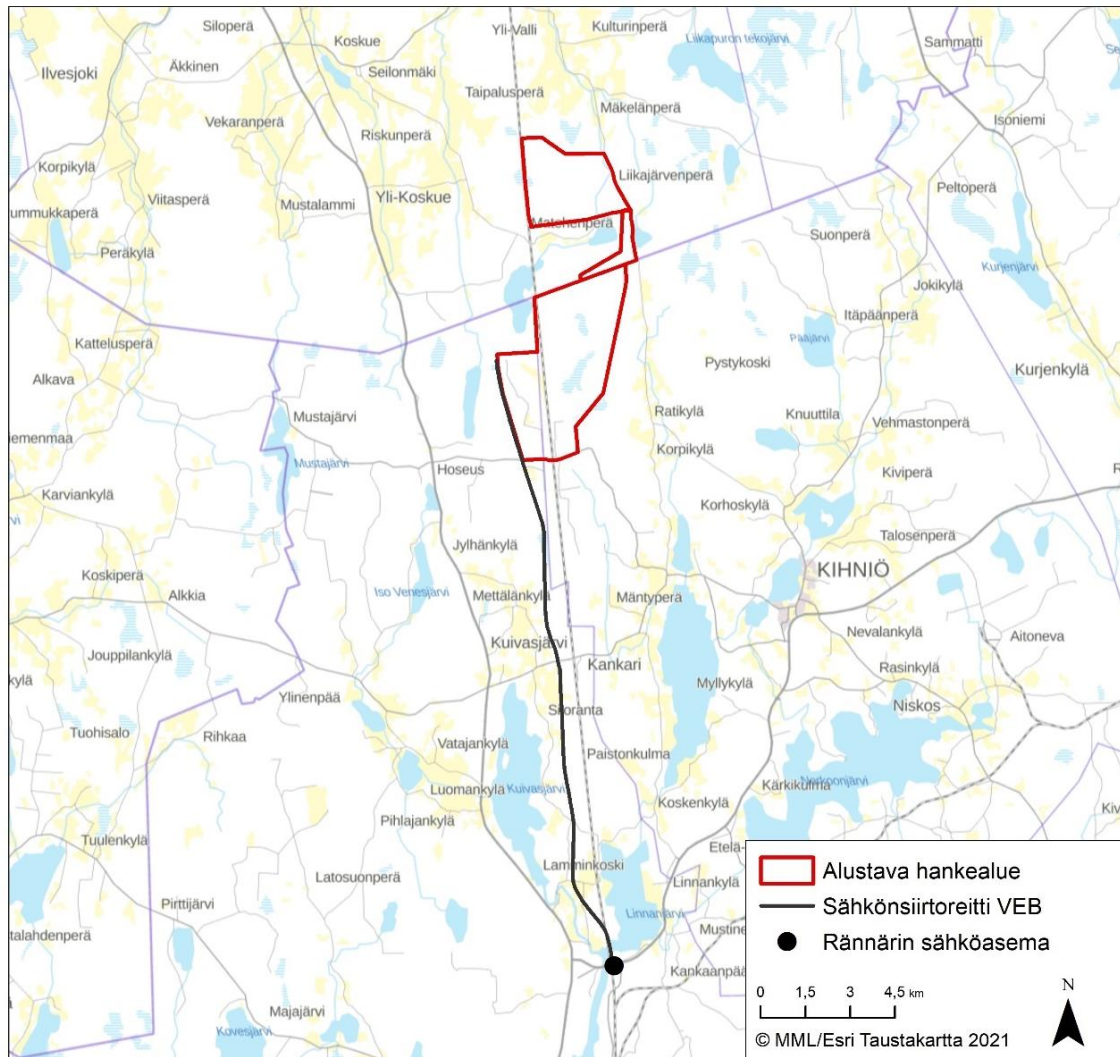 Siloperä
Koskue
Yli-Valli
Kulturinperä
Liikapuron tekojärvi
Sammatti
Ilvesjoki
Äkkinen
Seilonmäki
Taipalusperä
Mäkelänperä
Isoniemi
Vekaranperä
Riskunperä
Korpikylä
Liikajärvenperä
Viitasperä
Mustalammi
Yli-Koskue
Peltoperä
ummukkaperä
Matehenperä
Suonperä
Peräkylä
Kurjenjärvi
Jokikylä
Itäpäänperä
Kattelusperä
Pääjärvi
Pystykoski
Kurjenkylä
Alkava
Mustajärvi
Ratikylä
Knuuttila
Vehmastonperä
iemenmaa
Mustajärvi
Hoseus
Korpikylä
Kiviperä
Karviankylä
Korhoskylä
Talosenperä
Jylhänkylä
Koskiperä
Alkkia
Iso Venesjärvi
Mettälänkylä
Mäntyperä
KIHNIÖ
Nevalankylä
Aitoneva
Jouppilankylä
Kuivasjärvi
Kankari
Rasinkylä
kylä
Ylinenpää
Myllykylä
Niskos
Tuohisalo
Rihkaa
Vatajankylä
Paistonkulma
Luomankylä
Kuivasjärvi
Kärkikulma
Nerkoonjärvi
Pihlajankylä
Koskenkylä
Tuulenkylä
Lamminkoski
Etelä-
Latosuonperä
Linnankylä
Pirttijärvi
Linnanjärvi
Mustine
talahdenperä
Kankaanpää
Majajärvi
Kovesjärvi
Alustava hankealue
Sähkönsiirtoreitti VEB
Rännärin sähköasema
0 1,5 3 4,5 km
N
© MML/Esri Taustakartta 2021